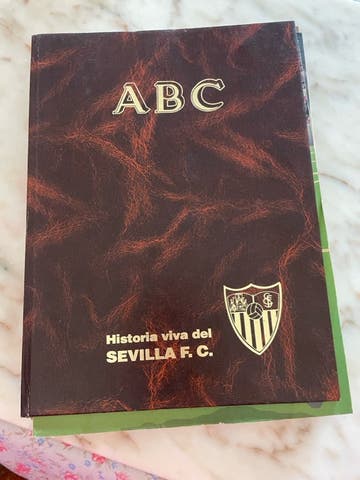 ABC
Historia viva del
SEVILLA F. C.